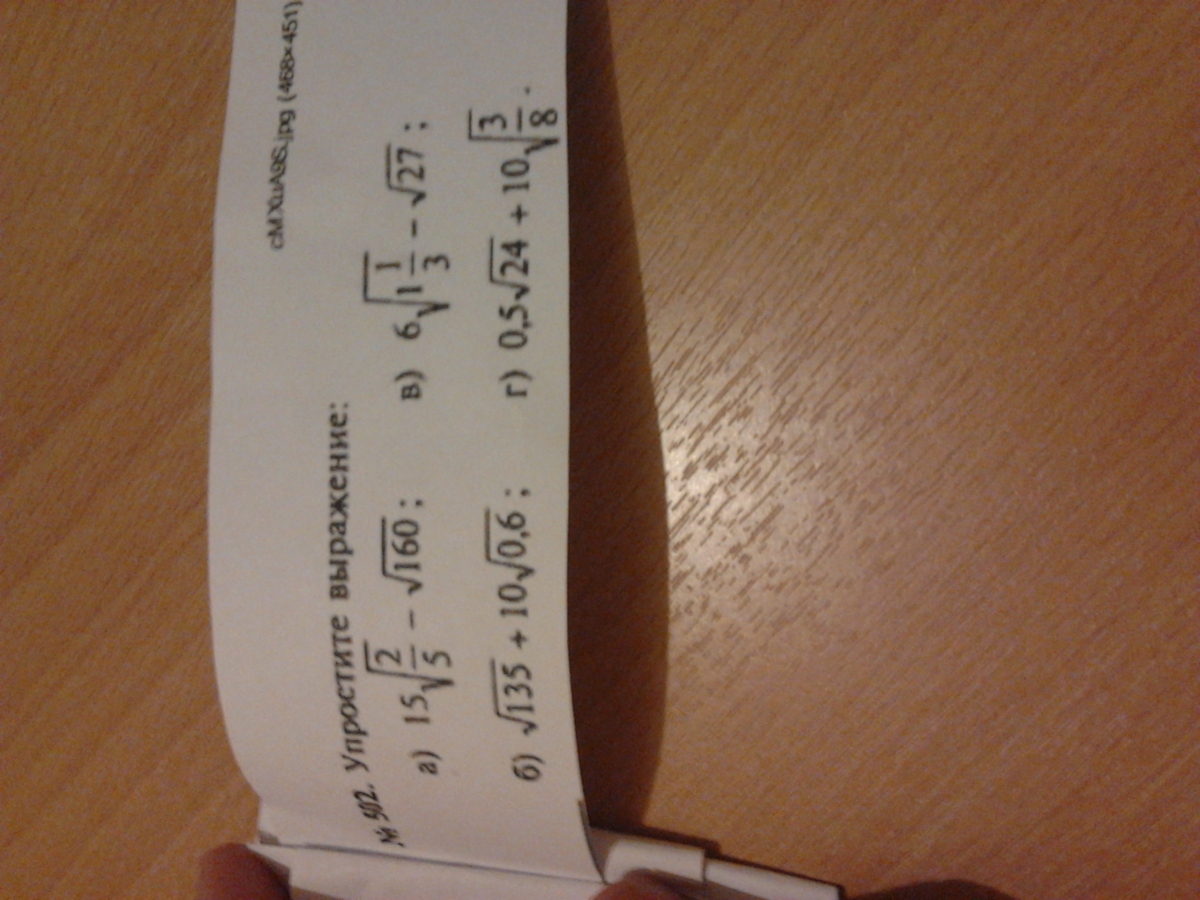 cMXuA9S.jpg (468×451)
№ 502. Упростите выражение:
а) 15√(2/5) − √160 ; в) 6√(1 1/3) − √27 ;
б) √135 + 10√0,6 ; г) 0,5√24 + 10√(3/8) .